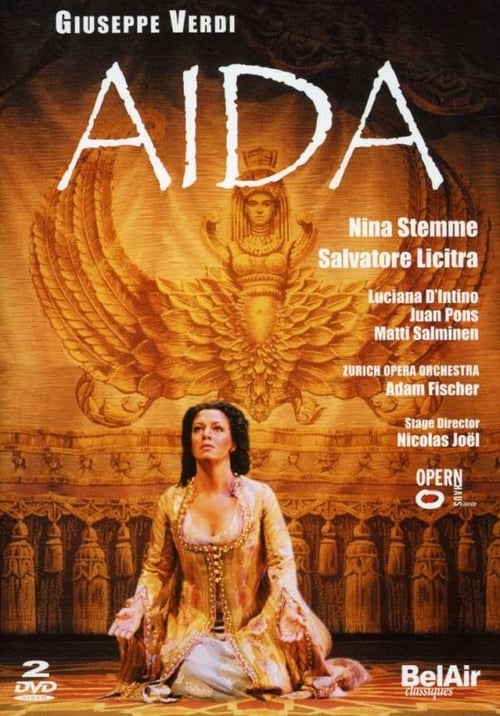 GIUSEPPE VERDI
AIDA
Nina Stemme
Salvatore Licitra
Luciana D'Intino
Juan Pons
Matti Salminen
ZURICH OPERA ORCHESTRA
Adam Fischer
Stage Director
Nicolas Joël
OPERN
HAUS
2
DVD
VIDEO
BelAir
classiques